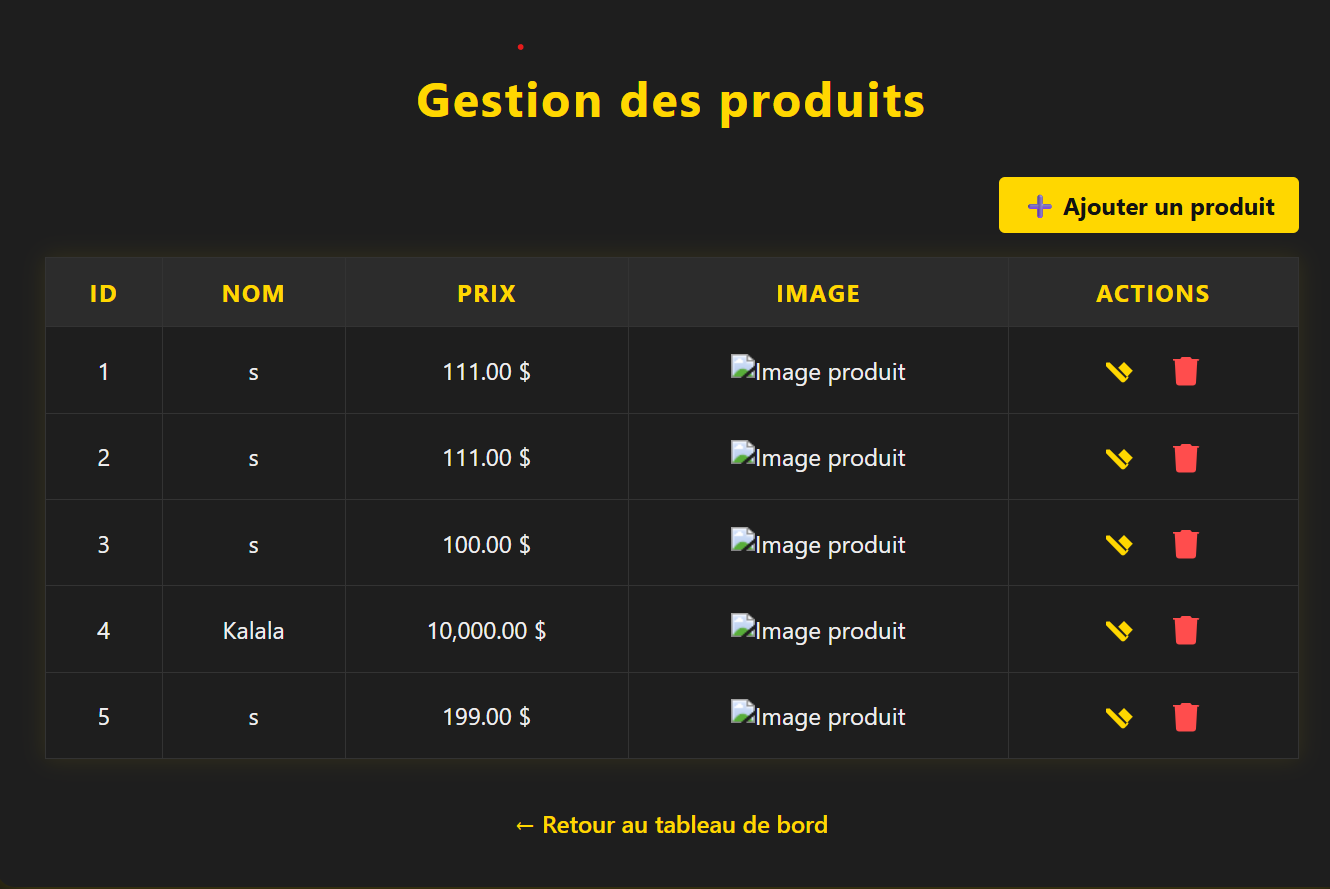 Gestion des produits
➕ Ajouter un produit
ID NOM PRIX IMAGE ACTIONS
1 s 111.00 $ Image produit
2 s 111.00 $ Image produit
3 s 100.00 $ Image produit
4 Kalala 10,000.00 $ Image produit
5 s 199.00 $ Image produit
← Retour au tableau de bord